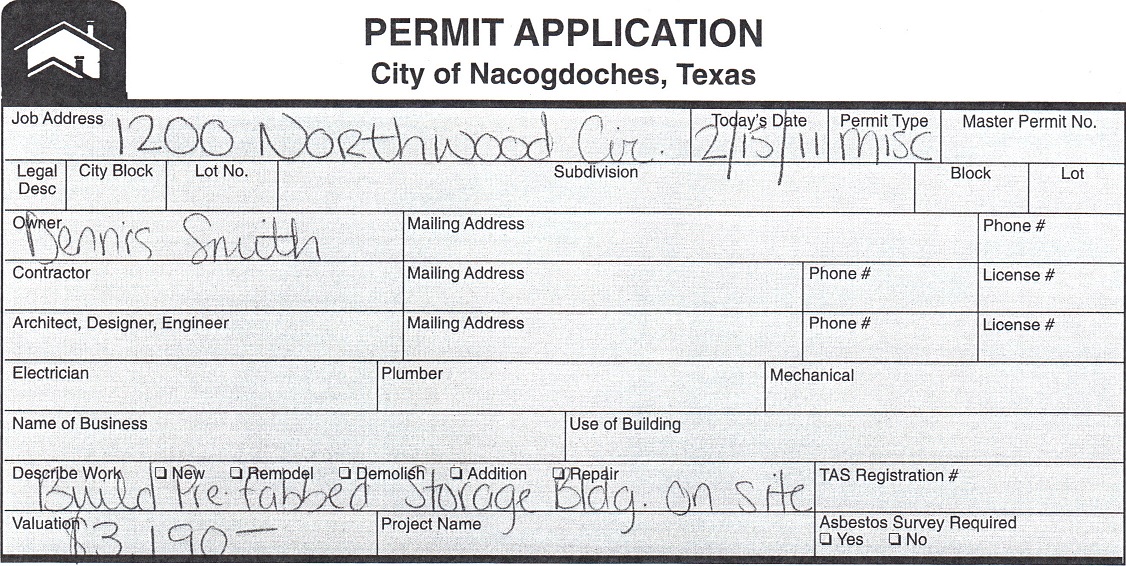 PERMIT APPLICATION
City of Nacogdoches, Texas
Job Address 1200 Northwood Cir. Today's Date 2/15/11 Permit Type Misc Master Permit No.
Legal Desc City Block Lot No. Subdivision Block Lot
Owner Dennis Smith Mailing Address Phone #
Contractor Mailing Address Phone # License #
Architect, Designer, Engineer Mailing Address Phone # License #
Electrician Plumber Mechanical
Name of Business Use of Building
Describe Work ❑ New ❑ Remodel ❑ Demolish ❑ Addition ❑ Repair TAS Registration #
Build Pre-fabbed Storage Bldg. on site
Valuation $3,190- Project Name Asbestos Survey Required
❑ Yes ❑ No